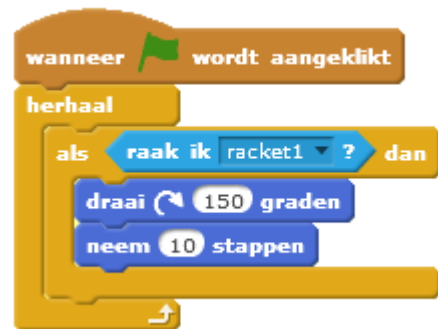 wanneer wordt aangeklikt
herhaal
als raak ik racket1 ? dan
draai 150 graden
neem 10 stappen